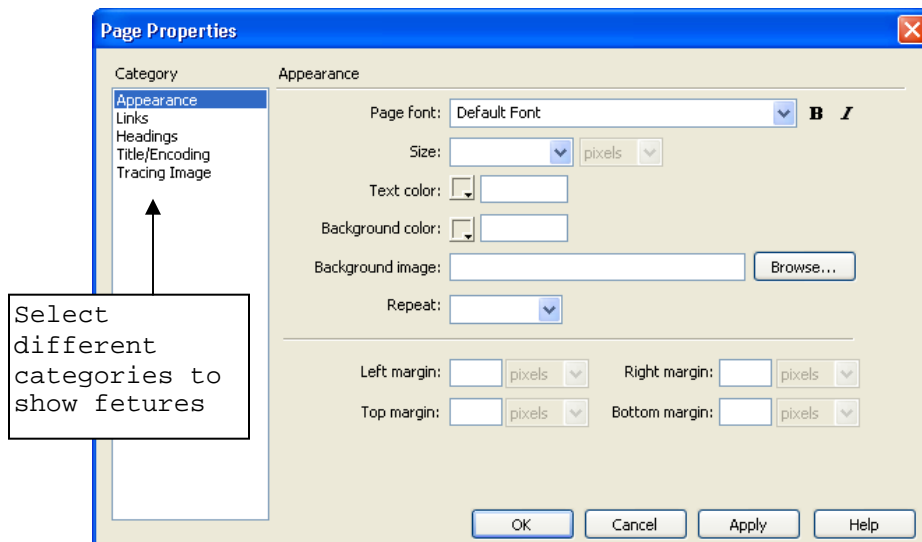 Page Properties
Category
Appearance
Links
Headings
Title/Encoding
Tracing Image
Select
different
categories to
show fetures
Appearance
Page font: Default Font B I
Size: pixels
Text color:
Background color:
Background image: Browse...
Repeat:
Left margin: pixels Right margin: pixels
Top margin: pixels Bottom margin: pixels
OK Cancel Apply Help